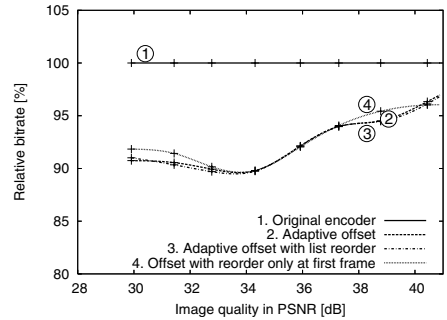 105
100
95
90
85
80
Relative bitrate [%]
1
4
2
3
1. Original encoder
2. Adaptive offset
3. Adaptive offset with list reorder
4. Offset with reorder only at first frame
28 30 32 34 36 38 40
Image quality in PSNR [dB]